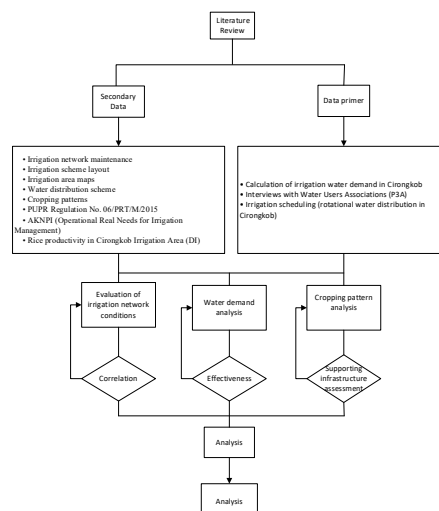 Literature
Review
Secondary
Data
Data primer
• Irrigation network maintenance
• Irrigation scheme layout
• Irrigation area maps
• Water distribution scheme
• Cropping patterns
• PUPR Regulation No. 06/PRT/M/2015
• AKNPI (Operational Real Needs for Irrigation
Management)
• Rice productivity in Cirongkob Irrigation Area (DI)
• Calculation of irrigation water demand in Cirongkob
• Interviews with Water Users Associations (P3A)
• Irrigation scheduling (rotational water distribution in
Cirongkob)
Evaluation of
irrigation network
conditions
Water demand
analysis
Cropping pattern
analysis
Correlation
Effectiveness
Supporting
infrastructure
assessment
Analysis
Analysis